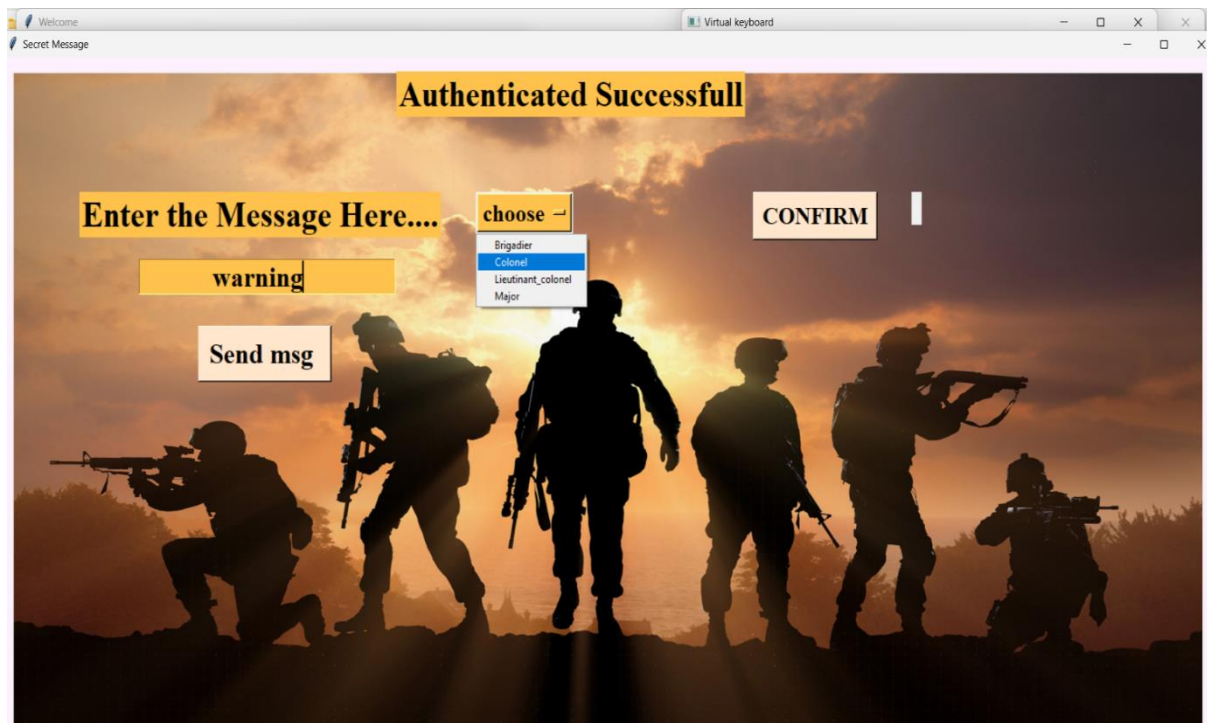 Welcome
Virtual keyboard
Secret Message
Authenticated Successfull
Enter the Message Here....
choose
CONFIRM
Brigadier
Colonel
Lieutinant_colonel
Major
warning
Send msg